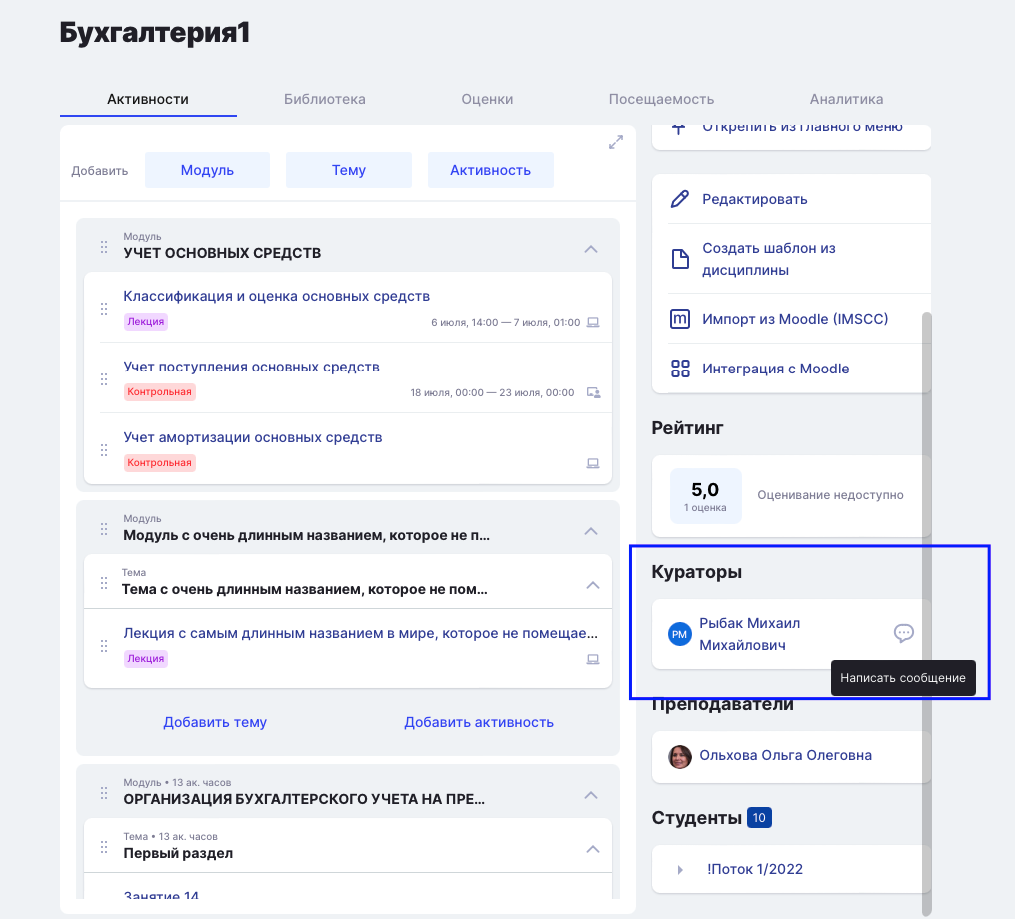 Бухгалтерия1
Активности
Библиотека
Оценки
Посещаемость
Аналитика
Добавить
Модуль
Тему
Активность
Модуль
УЧЕТ ОСНОВНЫХ СРЕДСТВ
Классификация и оценка основных средств
Лекция
6 июля, 14:00 — 7 июля, 01:00
Учет поступления основных средств
Контрольная
18 июля, 00:00 — 23 июля, 00:00
Учет амортизации основных средств
Контрольная
Модуль
Модуль с очень длинным названием, которое не п...
Тема
Тема с очень длинным названием, которое не пом...
Лекция с самым длинным названием в мире, которое не помещае...
Лекция
Добавить тему
Добавить активность
Модуль • 13 ак. часов
ОРГАНИЗАЦИЯ БУХГАЛТЕРСКОГО УЧЕТА НА ПРЕ...
Тема • 13 ак. часов
Первый раздел
Занятие 14
Открепить из главного меню
Редактировать
Создать шаблон из
дисциплины
m
Импорт из Moodle (IMSCC)
Интеграция с Moodle
Рейтинг
5,0
1 оценка
Оценивание недоступно
Кураторы
РМ
Рыбак Михаил
Михайлович
Написать сообщение
Преподаватели
Ольхова Ольга Олеговна
Студенты 10
!Поток 1/2022